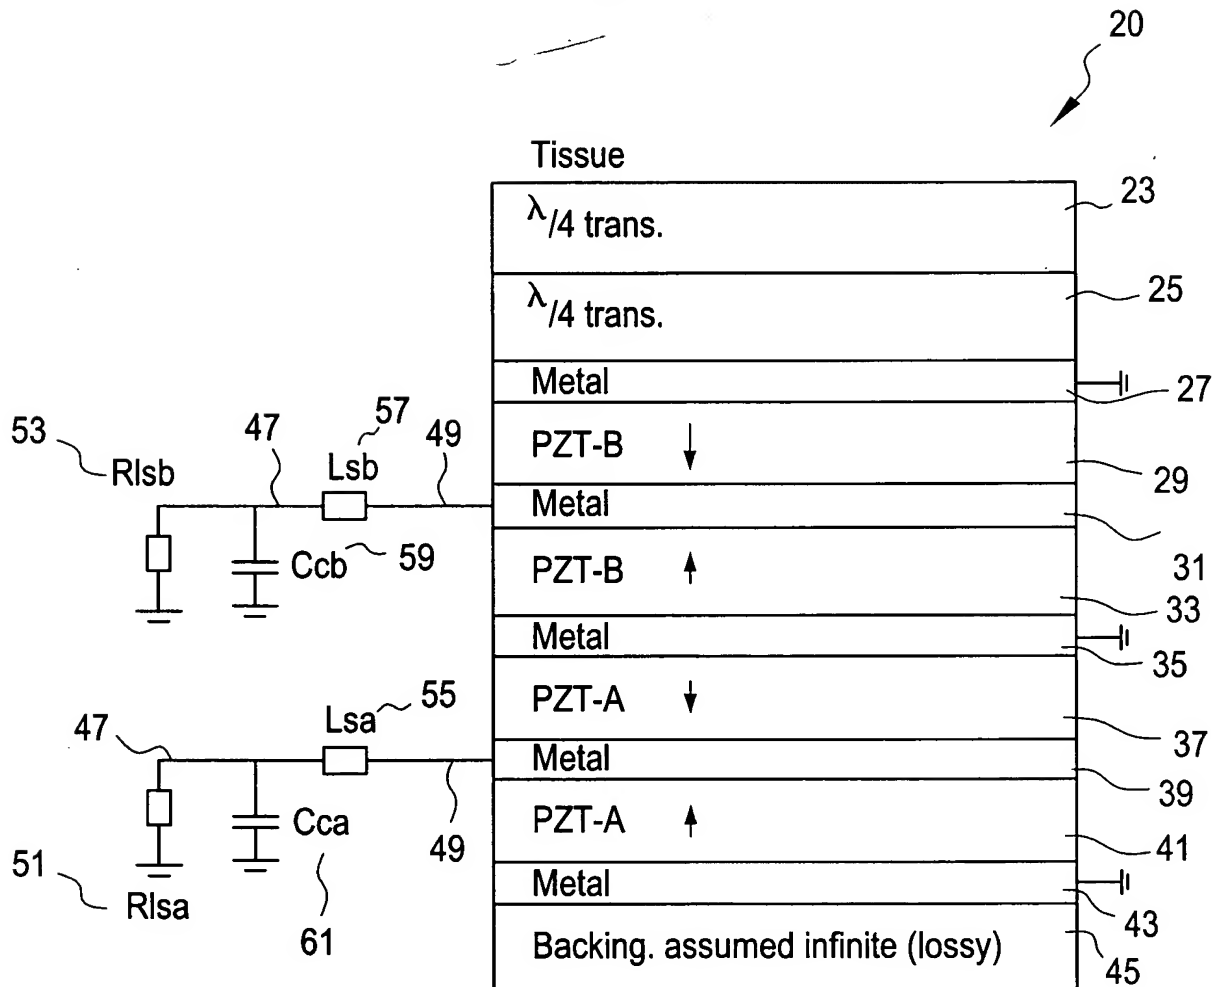 20
Tissue
λ/4 trans.
23
λ/4 trans.
25
Metal
27
PZT-B
29
53
Rlsb
47
57
Lsb
49
Metal
31
Ccb
59
PZT-B
33
Metal
35
PZT-A
37
47
Lsa
55
49
Metal
39
Cca
61
PZT-A
41
51
Rlsa
Metal
43
Backing. assumed infinite (lossy)
45